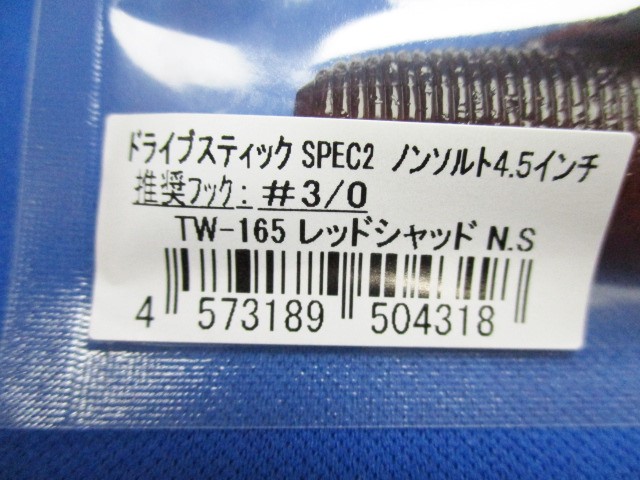 ドライブスティック SPEC2 ノンソルト4.5インチ
推奨フック: #3/0
TW-165 レッドシャッド N.S
4 573189 504318